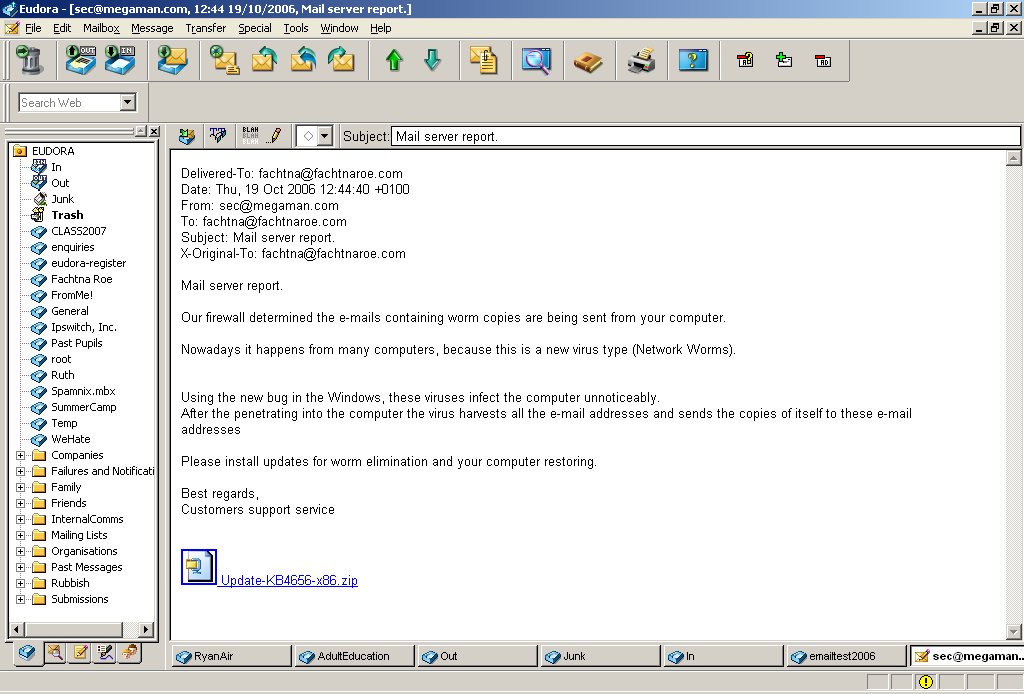 Eudora - [sec@megaman.com, 12:44 19/10/2006, Mail server report.]
File Edit Mailbox Message Transfer Special Tools Window Help
OUT IN
Search Web
BLAH BLAH BLAH
Subject: Mail server report.
EUDORA
In
Out
Junk
Trash
CLASS2007
enquiries
eudora-register
Fachtna Roe
FromMe!
General
Ipswitch, Inc.
Past Pupils
root
Ruth
Spamnix.mbx
SummerCamp
Temp
WeHate
Companies
Failures and Notificati
Family
Friends
InternalComms
Mailing Lists
Organisations
Past Messages
Rubbish
Submissions
Delivered-To: fachtna@fachtnaroe.com
Date: Thu, 19 Oct 2006 12:44:40 +0100
From: sec@megaman.com
To: fachtna@fachtnaroe.com
Subject: Mail server report.
X-Original-To: fachtna@fachtnaroe.com
Mail server report.
Our firewall determined the e-mails containing worm copies are being sent from your computer.
Nowadays it happens from many computers, because this is a new virus type (Network Worms).
Using the new bug in the Windows, these viruses infect the computer unnoticeably.
After the penetrating into the computer the virus harvests all the e-mail addresses and sends the copies of itself to these e-mail
addresses
Please install updates for worm elimination and your computer restoring.
Best regards,
Customers support service
Update-KB4656-x86.zip
RyanAir AdultEducation Out Junk In emailtest2006 sec@megaman...